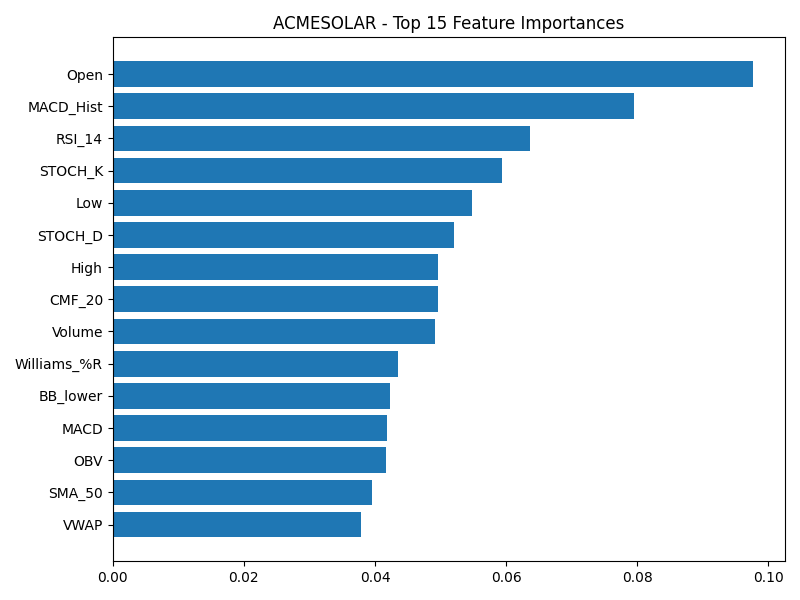 ACMESOLAR - Top 15 Feature Importances
Open
MACD_Hist
RSI_14
STOCH_K
Low
STOCH_D
High
CMF_20
Volume
Williams_%R
BB_lower
MACD
OBV
SMA_50
VWAP
0.00 0.02 0.04 0.06 0.08 0.10